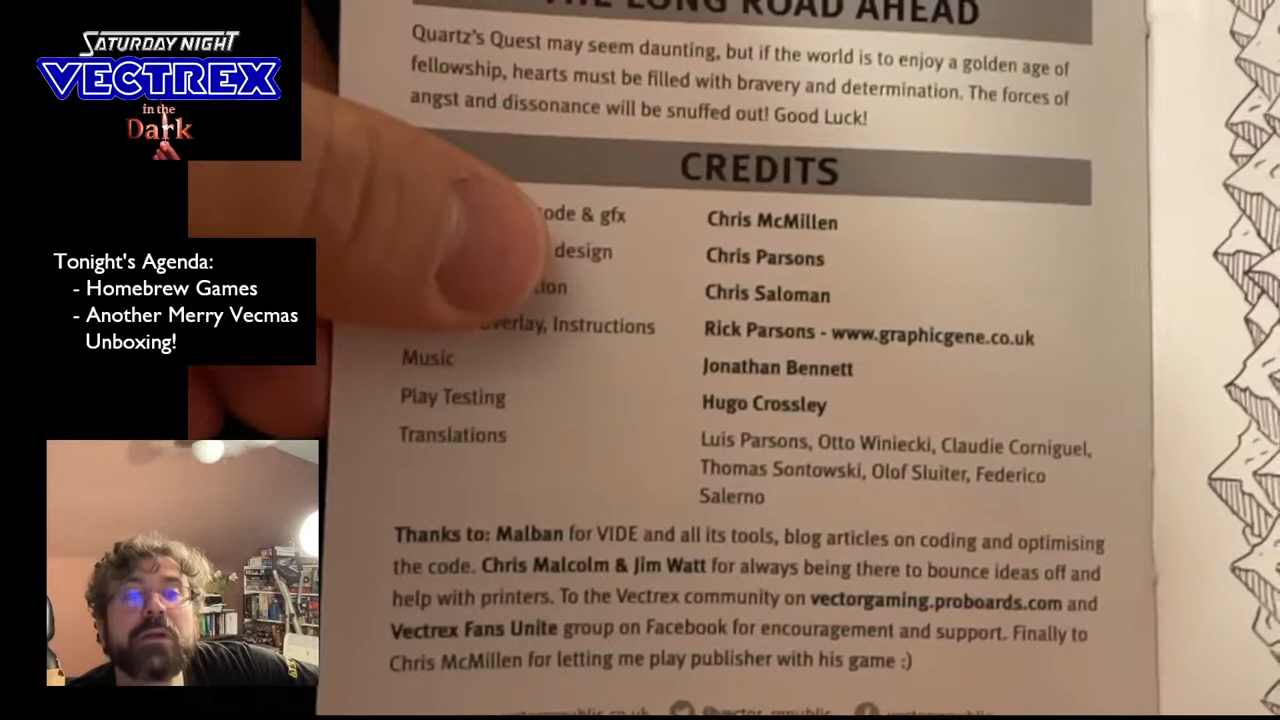 SATURDAY NIGHT
VECTREX
in the
Dark
Tonight's Agenda:
- Homebrew Games
- Another Merry Vecmas
Unboxing!
THE LONG ROAD AHEAD
Quartz's Quest may seem daunting, but if the world is to enjoy a golden age of
fellowship, hearts must be filled with bravery and determination. The forces of
angst and dissonance will be snuffed out! Good Luck!
CREDITS
& gfx Chris McMillen
design Chris Parsons
Chris Saloman
Instructions Rick Parsons - www.graphicgene.co.uk
Music Jonathan Bennett
Play Testing Hugo Crossley
Translations Luis Parsons, Otto Winiecki, Claudie Corniguel,
Thomas Sontowski, Olof Sluiter, Federico
Salerno
Thanks to: Malban for VIDE and all its tools, blog articles on coding and optimising
the code. Chris Malcolm & Jim Watt for always being there to bounce ideas off and
help with printers. To the Vectrex community on vectorgaming.proboards.com and
Vectrex Fans Unite group on Facebook for encouragement and support. Finally to
Chris McMillen for letting me play publisher with his game :)